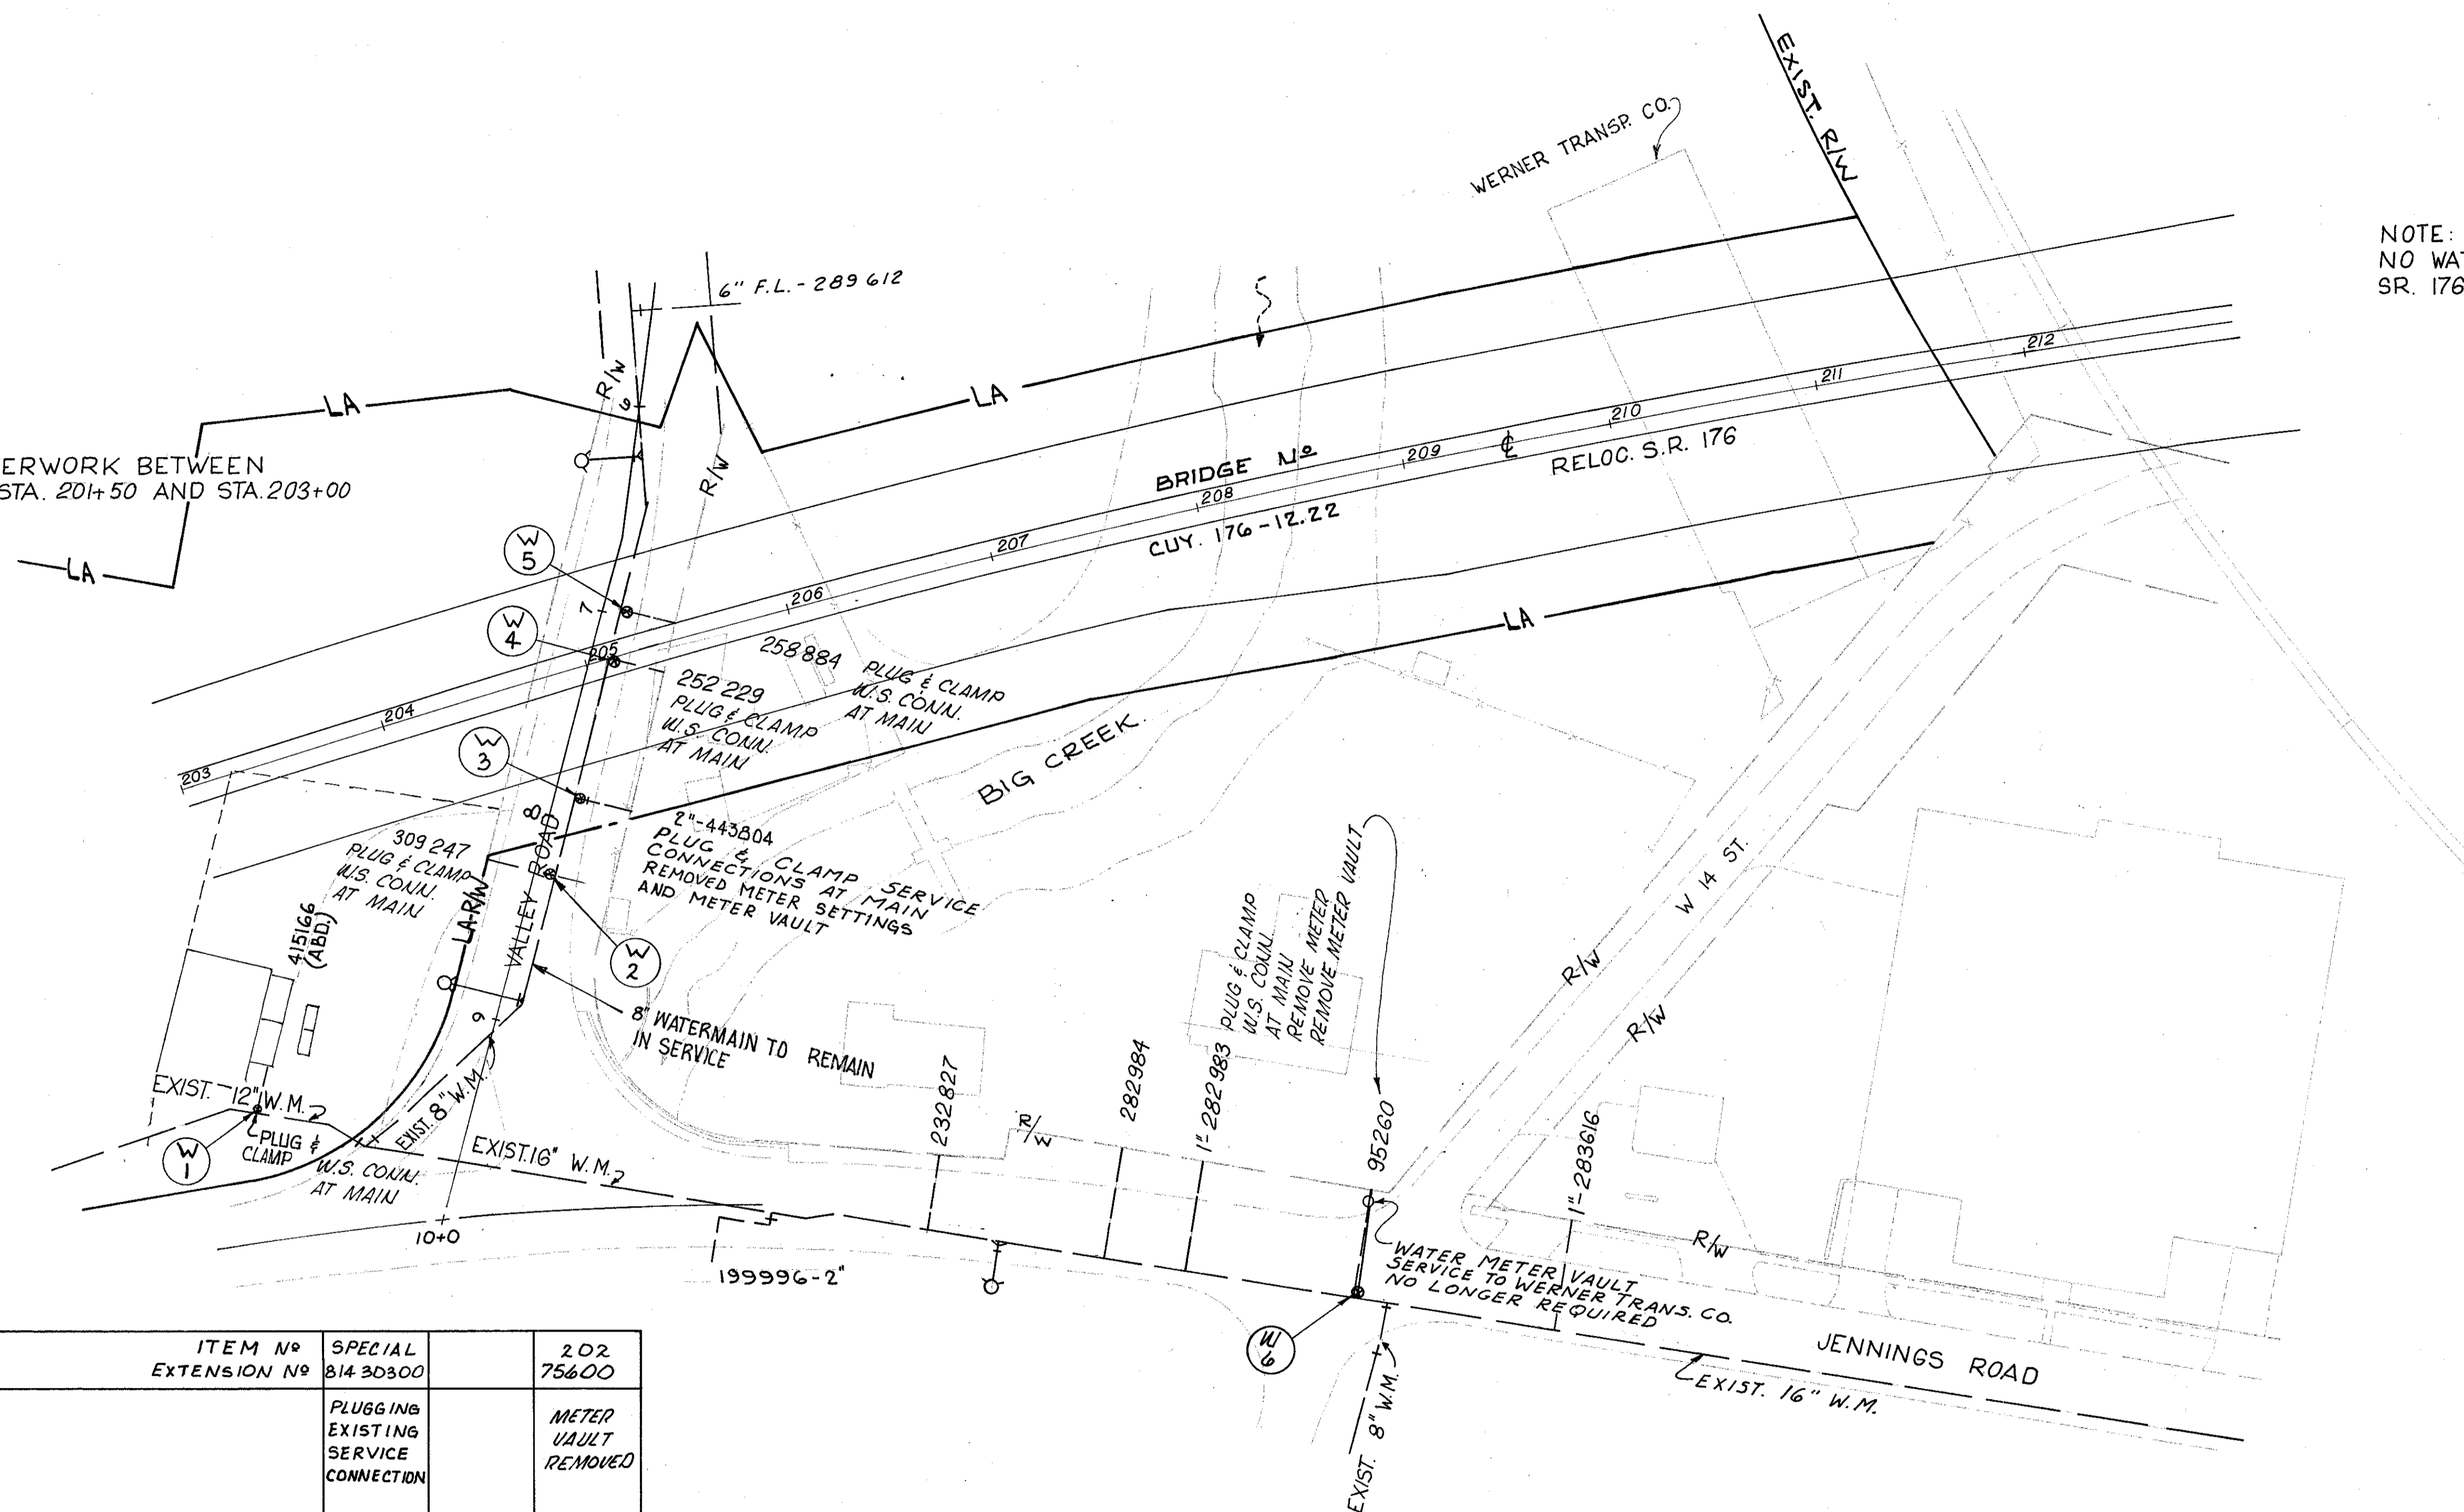 EXIST. R/W
WERNER TRANSP. CO.
NOTE:
NO WAT
SR. 176
6" F.L. - 289612
R/W
6
LA
LA
R/W
ERWORK BETWEEN
STA. 201+50 AND STA. 203+00
LA
212
211
210
209
℄
RELOC. S.R. 176
BRIDGE Nº
208
CUY. 176-12.22
207
206
205
204
203
W
5
7
W
4
LA
258884 PLUG & CLAMP
W.S. CONN.
AT MAIN
252 229
PLUG & CLAMP
W.S. CONN.
AT MAIN
W
3
BIG CREEK
8
2"-443804
PLUG & CLAMP SERVICE
CONNECTIONS AT MAIN
REMOVED METER SETTINGS
AND METER VAULT
309 247
PLUG & CLAMP
W.S. CONN.
AT MAIN
VALLEY ROAD
LA-R/W
415166
(ABD.)
W
2
9
8" WATERMAIN TO REMAIN
IN SERVICE
EXIST. 12" W.M.
PLUG &
CLAMP
W.S. CONN.
AT MAIN
W
1
EXIST. 8" W.M.
EXIST. 16" W.M.
10+0
199996-2"
232827
R/W
282984
1"-282983 PLUG & CLAMP
W.S. CONN.
AT MAIN
REMOVE METER
REMOVE METER VAULT
95260
W 14 ST.
R/W
R/W
1"-283616
R/W
WATER METER VAULT
SERVICE TO WERNER TRANS. CO.
NO LONGER REQUIRED
W
6
EXIST. 8" W.M.
JENNINGS ROAD
EXIST. 16" W.M.
ITEM Nº SPECIAL 202
EXTENSION Nº 814 30300 75600
PLUGGING
EXISTING
SERVICE
CONNECTION
METER
VAULT
REMOVED